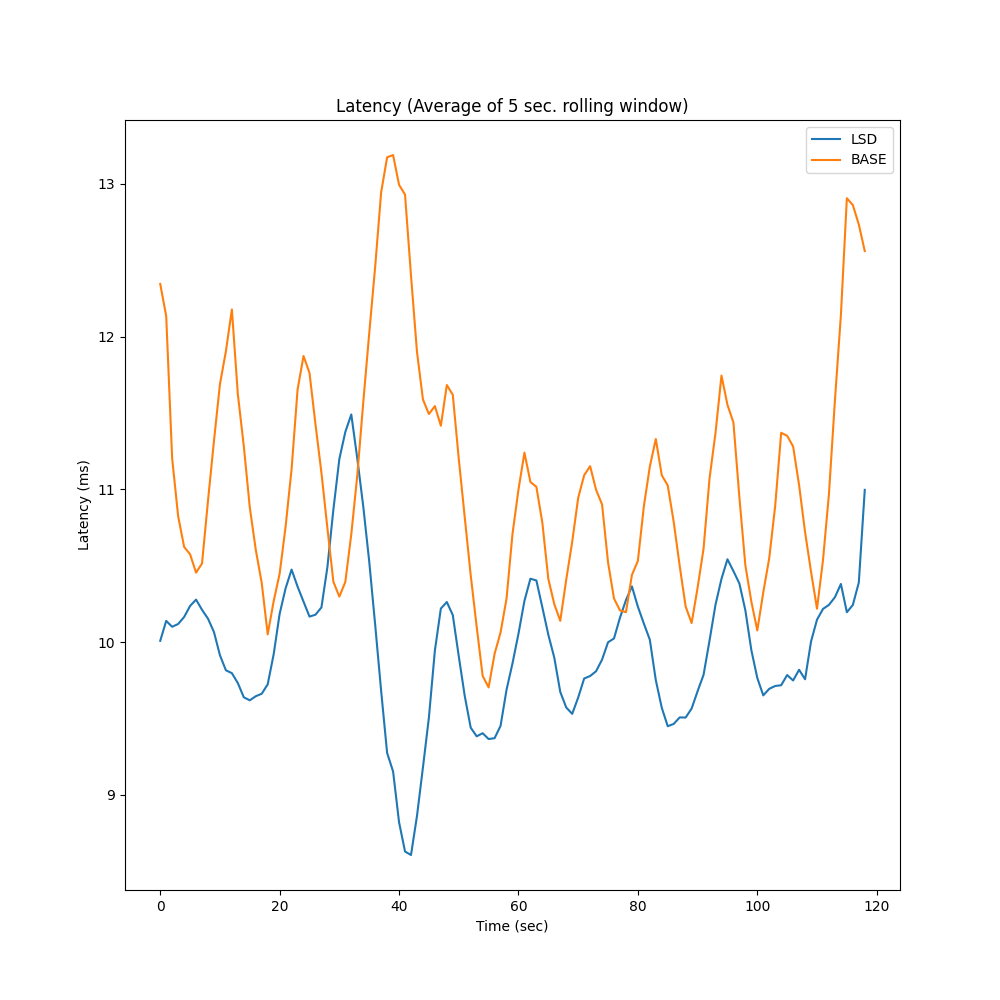 Latency (Average of 5 sec. rolling window)
LSD
BASE
13
12
11
10
9
Latency (ms)
0 20 40 60 80 100 120
Time (sec)